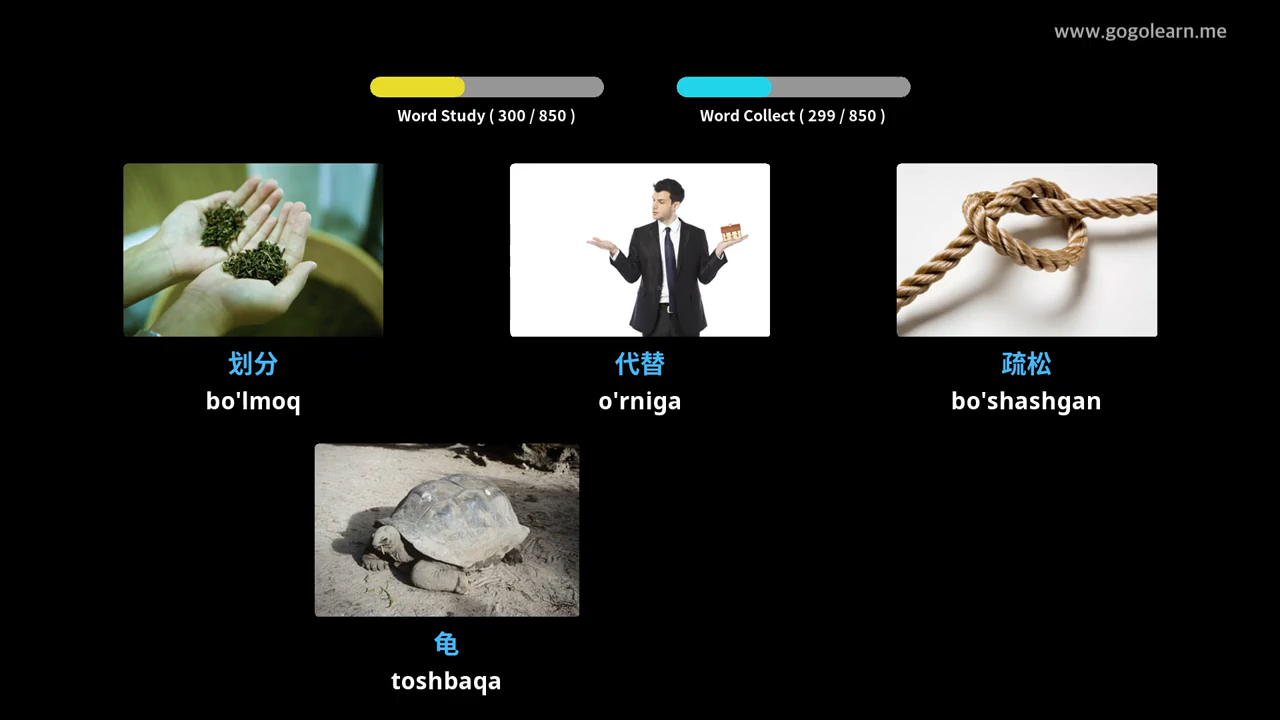 www.gogolearn.me
Word Study ( 300 / 850 )
Word Collect ( 299 / 850 )
划分
bo'lmoq
代替
o'rniga
疏松
bo'shashgan
龟
toshbaqa